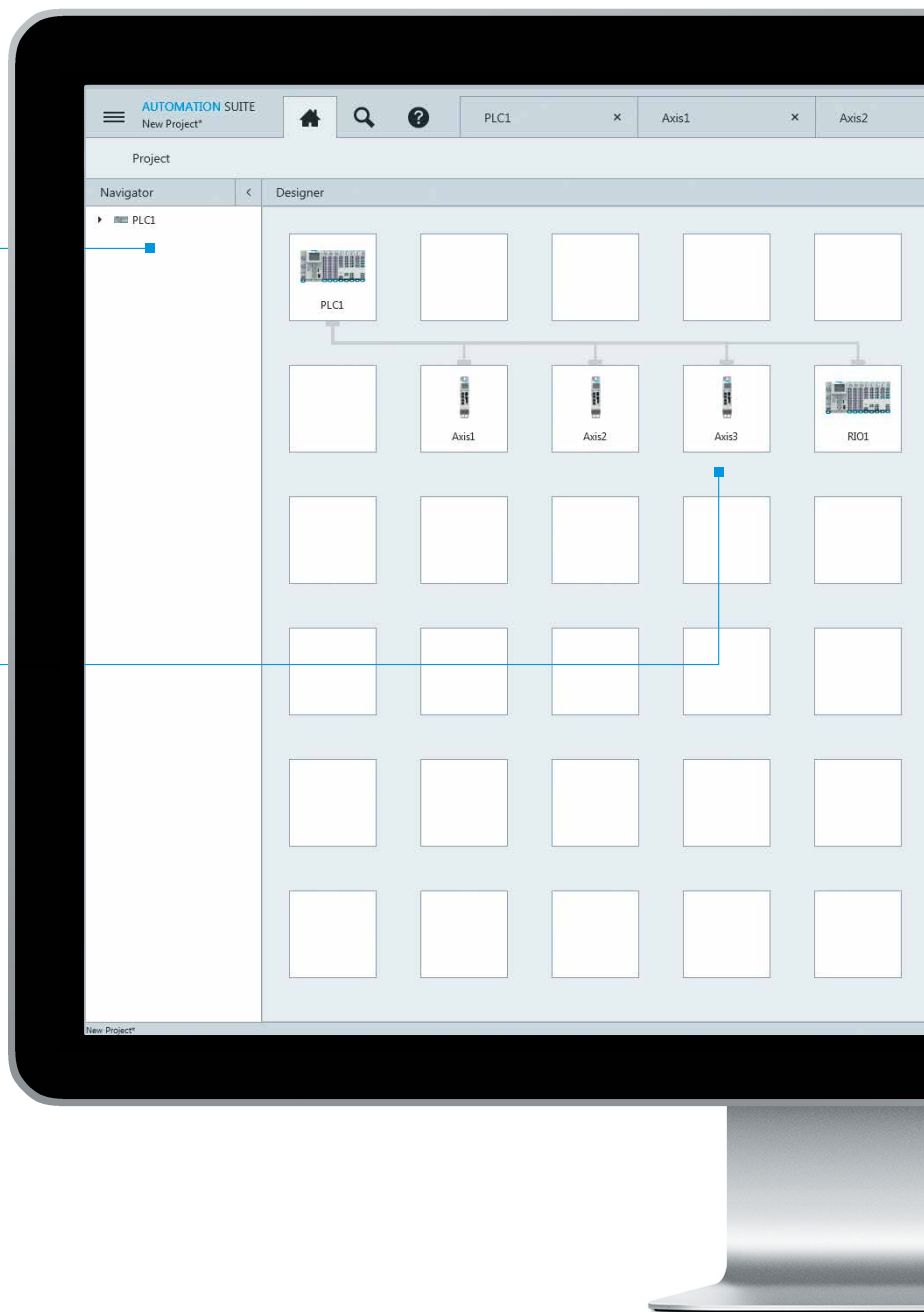 AUTOMATION SUITE
New Project*
PLC1 × Axis1 × Axis2
Project
Navigator < Designer
PLC1
PLC1
Axis1 Axis2 Axis3 RIO1
New Project*